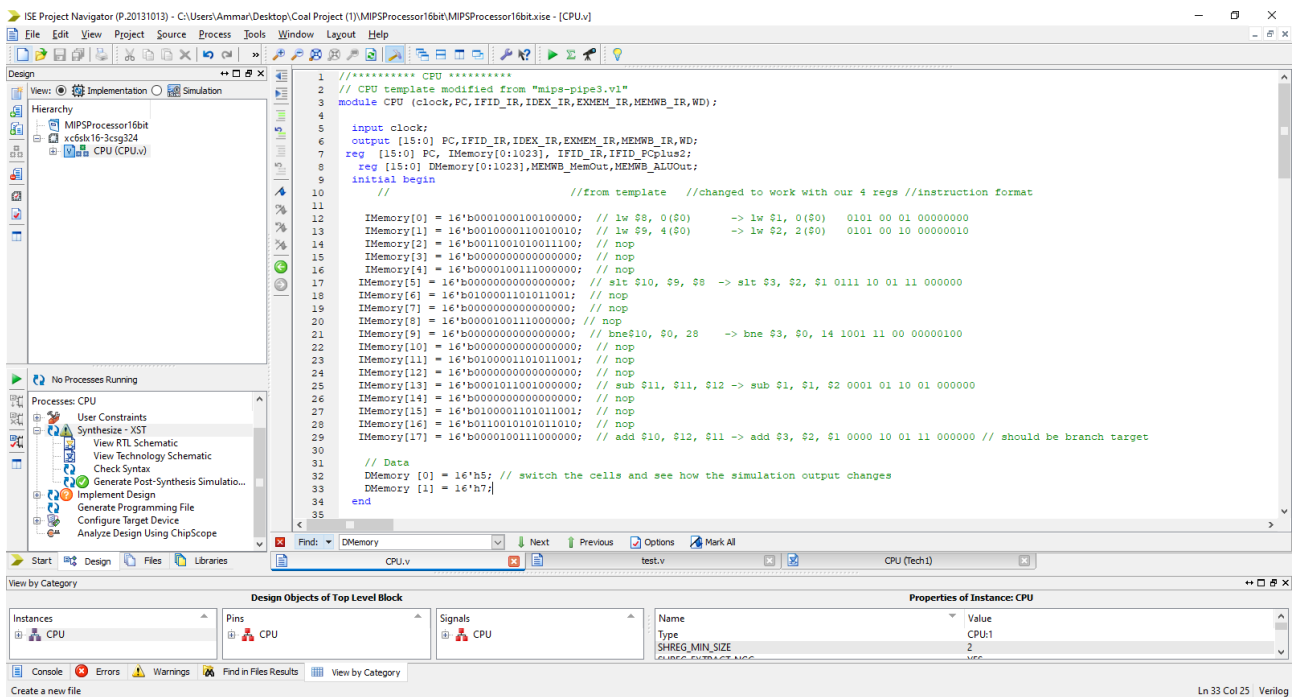 ISE Project Navigator (P.20131013) - C:\Users\Ammar\Desktop\Coal Project (1)\MIPSProcessor16bit\MIPSProcessor16bit.xise - [CPU.v]
File Edit View Project Source Process Tools Window Layout Help
Design
View: Implementation Simulation
Hierarchy
MIPSProcessor16bit
xc6slx16-3csg324
CPU (CPU.v)
No Processes Running
Processes: CPU
User Constraints
Synthesize - XST
View RTL Schematic
View Technology Schematic
Check Syntax
Generate Post-Synthesis Simulatio...
Implement Design
Generate Programming File
Configure Target Device
Analyze Design Using ChipScope
Start Design Files Libraries
1 //********** CPU **********
2 // CPU template modified from "mips-pipe3.vl"
3 module CPU (clock,PC,IFID_IR,IDEX_IR,EXMEM_IR,MEMWB_IR,WD);
4
5 input clock;
6 output [15:0] PC,IFID_IR,IDEX_IR,EXMEM_IR,MEMWB_IR,WD;
7 reg [15:0] PC, IMemory[0:1023], IFID_IR,IFID_PCplus2;
8 reg [15:0] DMemory[0:1023],MEMWB_MemOut,MEMWB_ALUOut;
9 initial begin
10 // //from template //changed to work with our 4 regs //instruction format
11
12 IMemory[0] = 16'b0001000100100000; // lw $8, 0($0) -> lw $1, 0($0) 0101 00 01 00000000
13 IMemory[1] = 16'b0010000110010010; // lw $9, 4($0) -> lw $2, 2($0) 0101 00 10 00000010
14 IMemory[2] = 16'b0011001010011100; // nop
15 IMemory[3] = 16'b0000000000000000; // nop
16 IMemory[4] = 16'b0000100111000000; // nop
17 IMemory[5] = 16'b0000000000000000; // slt $10, $9, $8 -> slt $3, $2, $1 0111 10 01 11 000000
18 IMemory[6] = 16'b0100001101011001; // nop
19 IMemory[7] = 16'b0000000000000000; // nop
20 IMemory[8] = 16'b0000100111000000; // nop
21 IMemory[9] = 16'b0000000000000000; // bne$10, $0, 28 -> bne $3, $0, 14 1001 11 00 00000100
22 IMemory[10] = 16'b0000000000000000; // nop
23 IMemory[11] = 16'b0100001101011001; // nop
24 IMemory[12] = 16'b0000000000000000; // nop
25 IMemory[13] = 16'b0001011001000000; // sub $11, $11, $12 -> sub $1, $1, $2 0001 01 10 01 000000
26 IMemory[14] = 16'b0000000000000000; // nop
27 IMemory[15] = 16'b0100001101011001; // nop
28 IMemory[16] = 16'b0110010101011010; // nop
29 IMemory[17] = 16'b0000100111000000; // add $10, $12, $11 -> add $3, $2, $1 0000 10 01 11 000000 // should be branch target
30
31 // Data
32 DMemory [0] = 16'h5; // switch the cells and see how the simulation output changes
33 DMemory [1] = 16'h7;
34 end
35
Find: DMemory Next Previous Options Mark All
CPU.v test.v CPU (Tech1)
View by Category
Design Objects of Top Level Block
Properties of Instance: CPU
Instances Pins Signals Name Value
CPU CPU CPU Type CPU:1
SHREG_MIN_SIZE 2
Console Errors Warnings Find in Files Results View by Category
Create a new file Ln 33 Col 25 Verilog